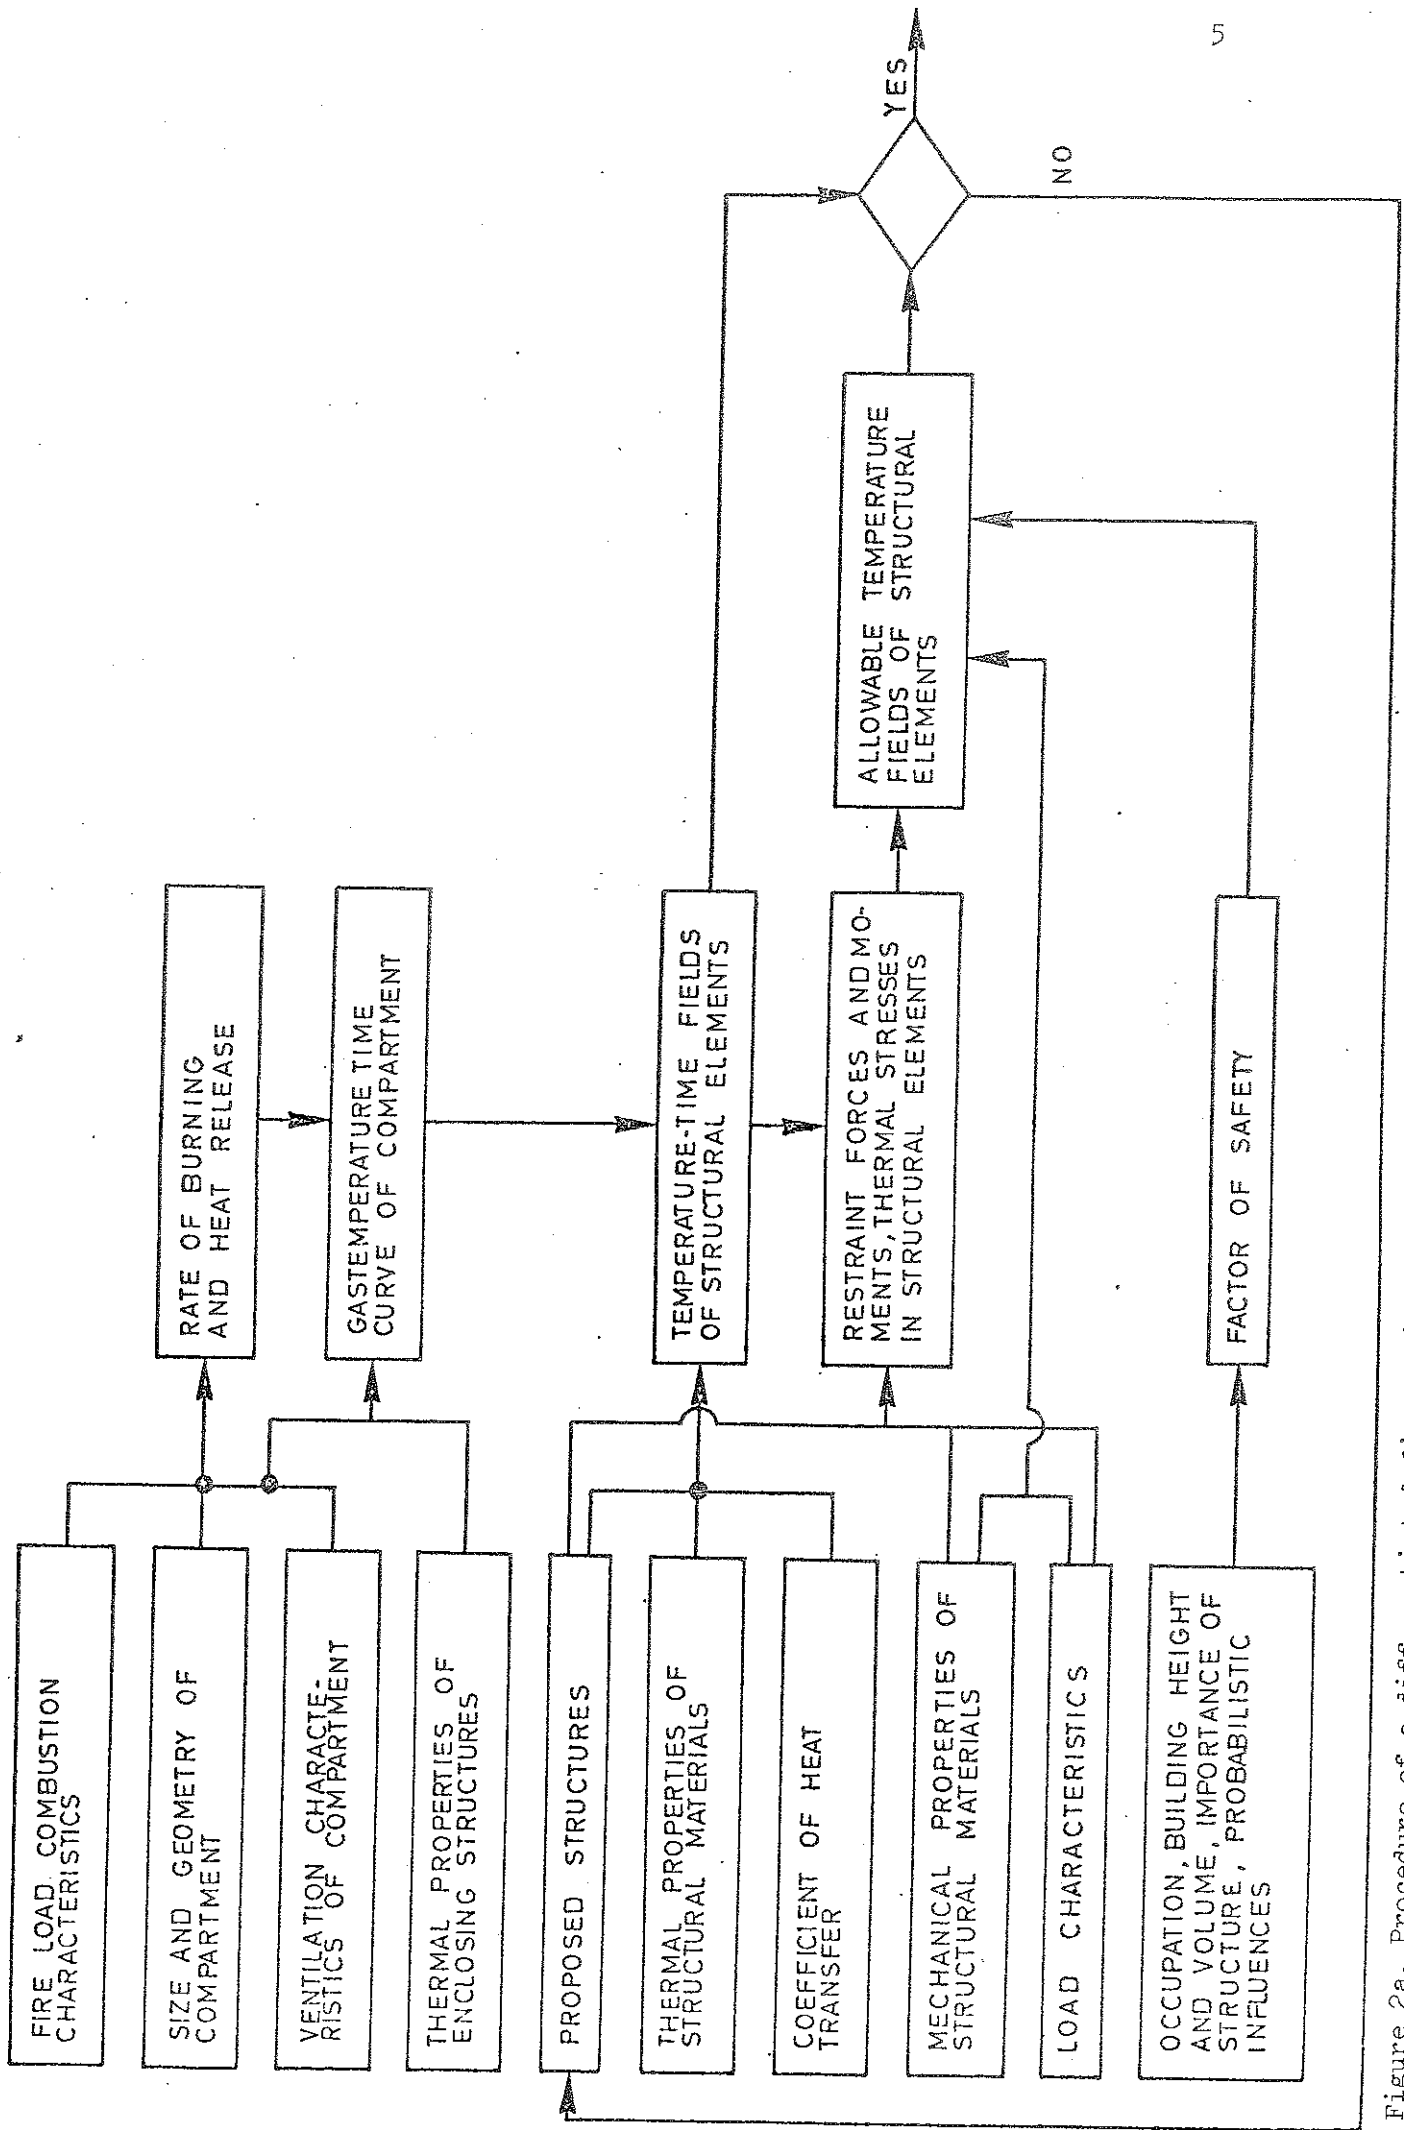 5
FIRE LOAD COMBUSTION
CHARACTERISTICS
SIZE AND GEOMETRY OF
COMPARTMENT
VENTILATION CHARACTE-
RISTICS OF COMPARTMENT
THERMAL PROPERTIES OF
ENCLOSING STRUCTURES
PROPOSED STRUCTURES
THERMAL PROPERTIES OF
STRUCTURAL MATERIALS
COEFFICIENT OF HEAT
TRANSFER
MECHANICAL PROPERTIES OF
STRUCTURAL MATERIALS
LOAD CHARACTERISTICS
OCCUPATION, BUILDING HEIGHT
AND VOLUME, IMPORTANCE OF
STRUCTURE, PROBABILISTIC
INFLUENCES
RATE OF BURNING
AND HEAT RELEASE
GASTEMPERATURE TIME
CURVE OF COMPARTMENT
TEMPERATURE-TIME FIELDS
OF STRUCTURAL ELEMENTS
RESTRAINT FORCES AND MO-
MENTS, THERMAL STRESSES
IN STRUCTURAL ELEMENTS
FACTOR OF SAFETY
ALLOWABLE TEMPERATURE
FIELDS OF STRUCTURAL
ELEMENTS
YES
NO
Figure 2a. Procedure of a